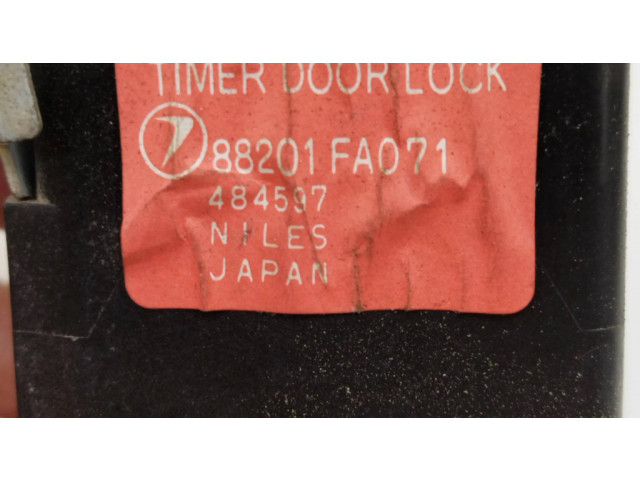 TIMER DOOR LOCK
88201 FA071
484597
NILES
JAPAN